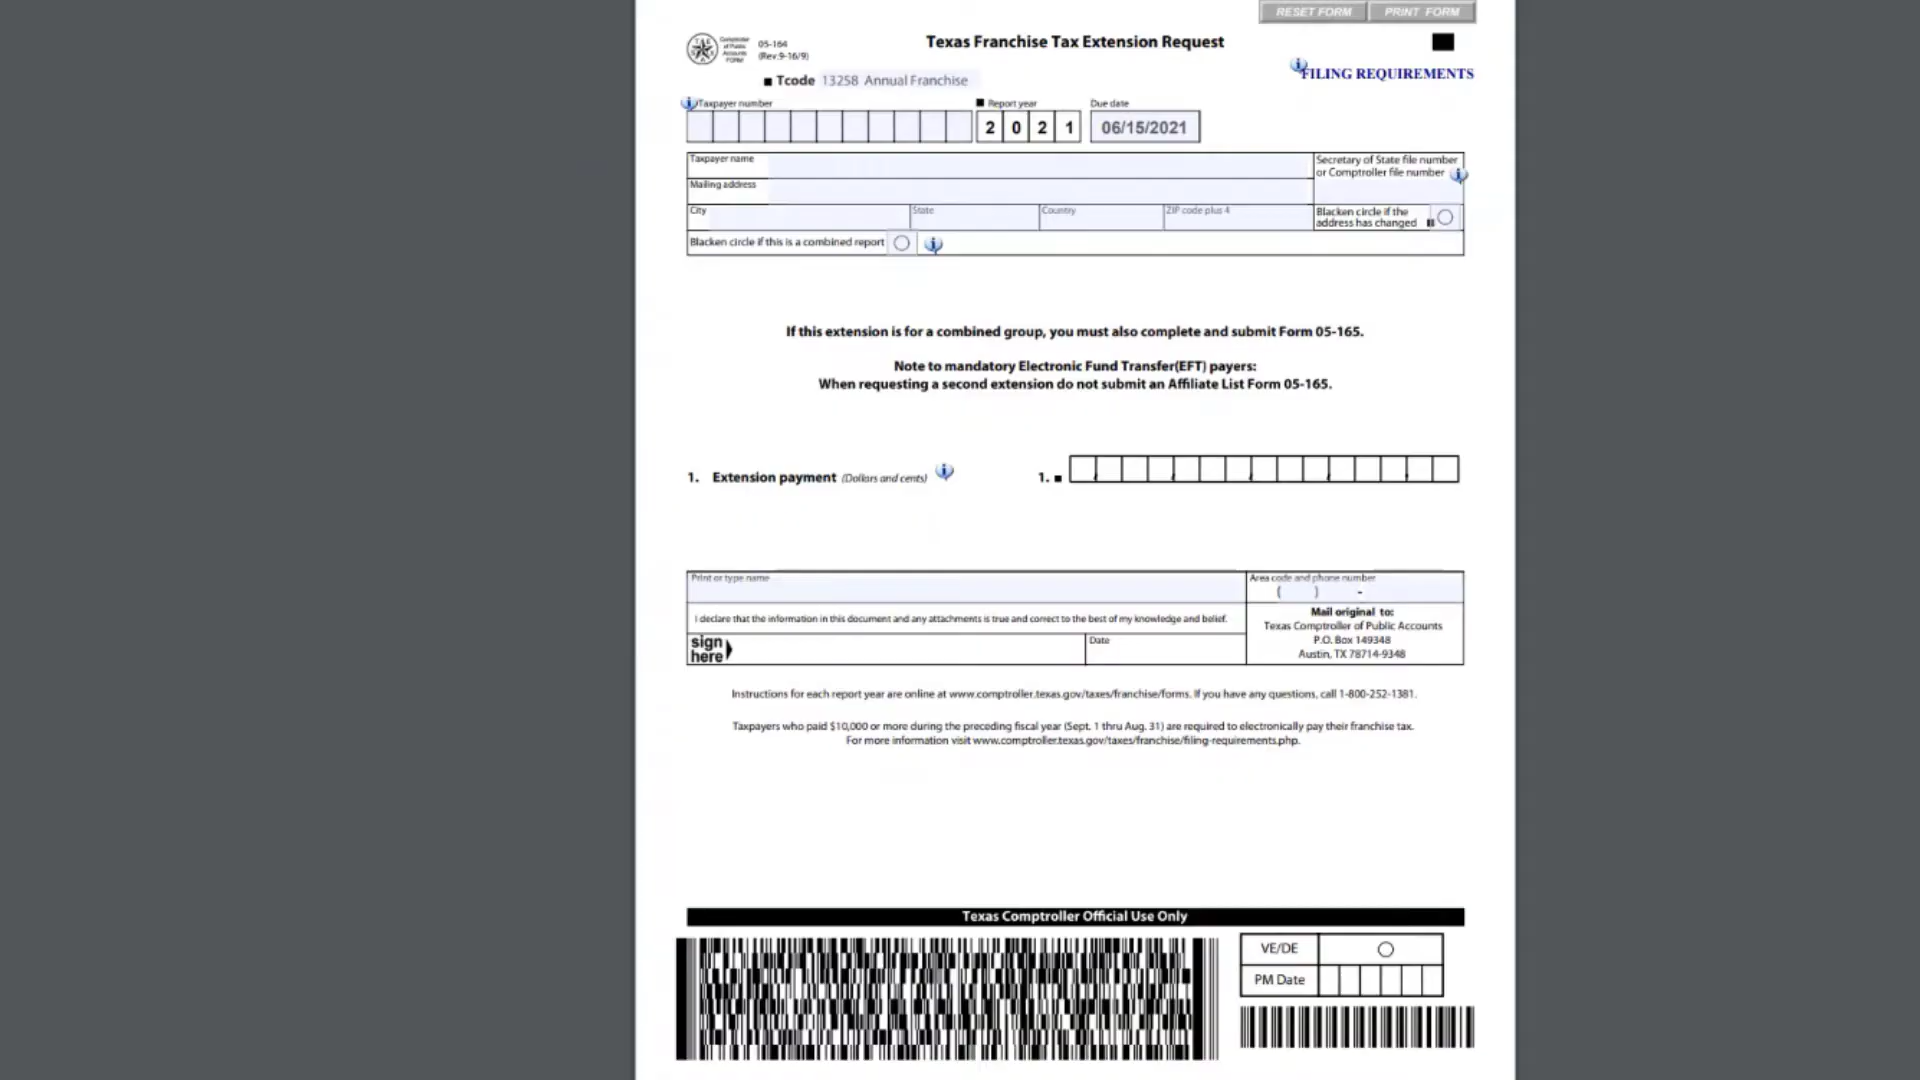 RESET FORM PRINT FORM
Comptroller of Public Accounts FORM
05-164
(Rev.9-16/9)
Texas Franchise Tax Extension Request
FILING REQUIREMENTS
■ Tcode 13258 Annual Franchise
Taxpayer number ■ Report year Due date
2 0 2 1 06/15/2021
Taxpayer name
Secretary of State file number
or Comptroller file number
Mailing address
City State Country ZIP code plus 4
Blacken circle if the
address has changed
Blacken circle if this is a combined report
If this extension is for a combined group, you must also complete and submit Form 05-165.
Note to mandatory Electronic Fund Transfer(EFT) payers:
When requesting a second extension do not submit an Affiliate List Form 05-165.
1. Extension payment (Dollars and cents) 1. ■
Print or type name
Area code and phone number
( ) -
I declare that the information in this document and any attachments is true and correct to the best of my knowledge and belief.
Mail original to:
Texas Comptroller of Public Accounts
P.O. Box 149348
Austin, TX 78714-9348
sign
here
Date
Instructions for each report year are online at www.comptroller.texas.gov/taxes/franchise/forms. If you have any questions, call 1-800-252-1381.
Taxpayers who paid $10,000 or more during the preceding fiscal year (Sept. 1 thru Aug. 31) are required to electronically pay their franchise tax.
For more information visit www.comptroller.texas.gov/taxes/franchise/filing-requirements.php.
Texas Comptroller Official Use Only
VE/DE
PM Date